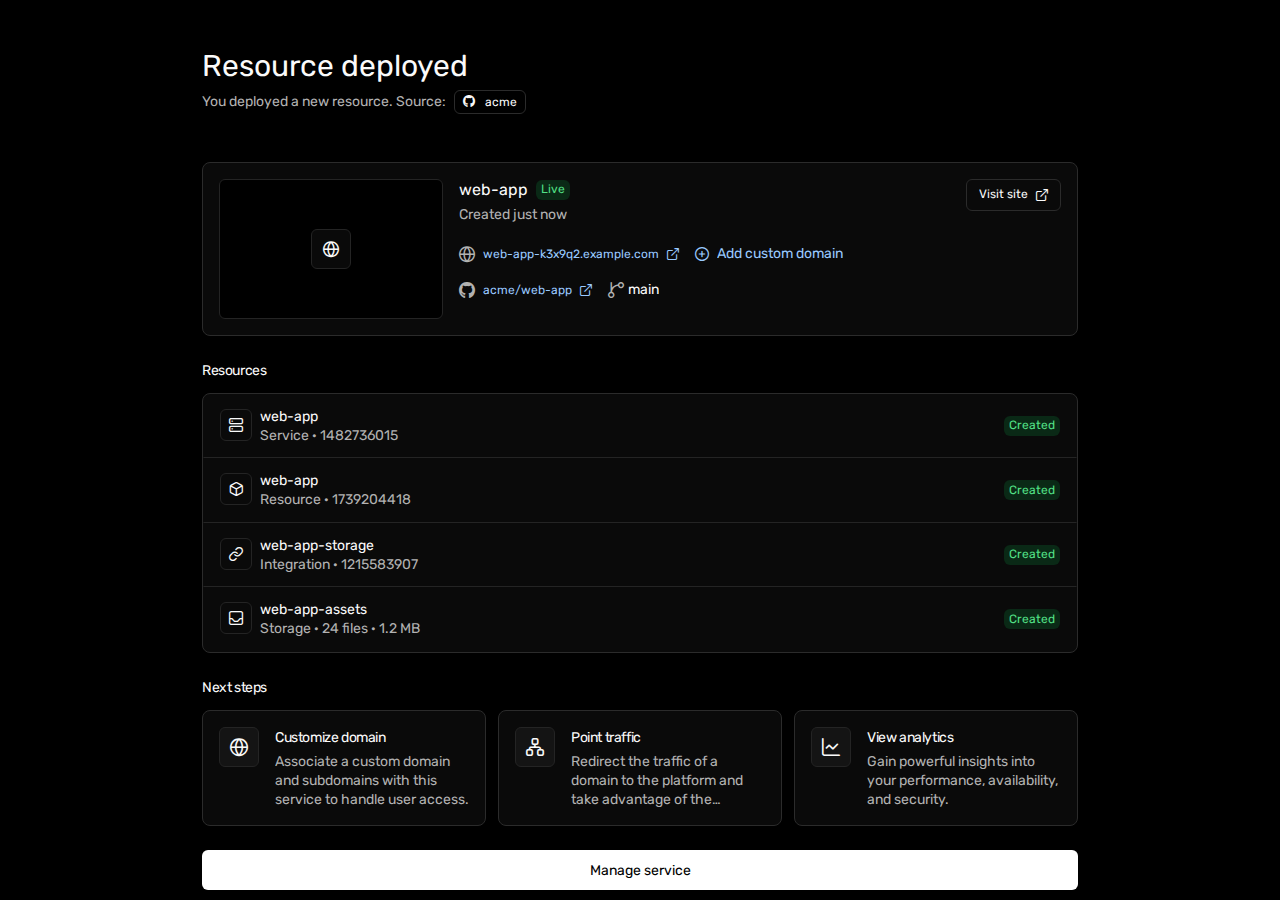 Resource deployed
You deployed a new resource. Source: acme
web-app Live
Visit site
Created just now
web-app-k3x9q2.example.com Add custom domain
acme/web-app main
Resources
web-app
Service • 1482736015
Created
web-app
Resource • 1739204418
Created
web-app-storage
Integration • 1215583907
Created
web-app-assets
Storage • 24 files • 1.2 MB
Created
Next steps
Customize domain
Associate a custom domain
and subdomains with this
service to handle user access.
Point traffic
Redirect the traffic of a
domain to the platform and
take advantage of the…
View analytics
Gain powerful insights into
your performance, availability,
and security.
Manage service